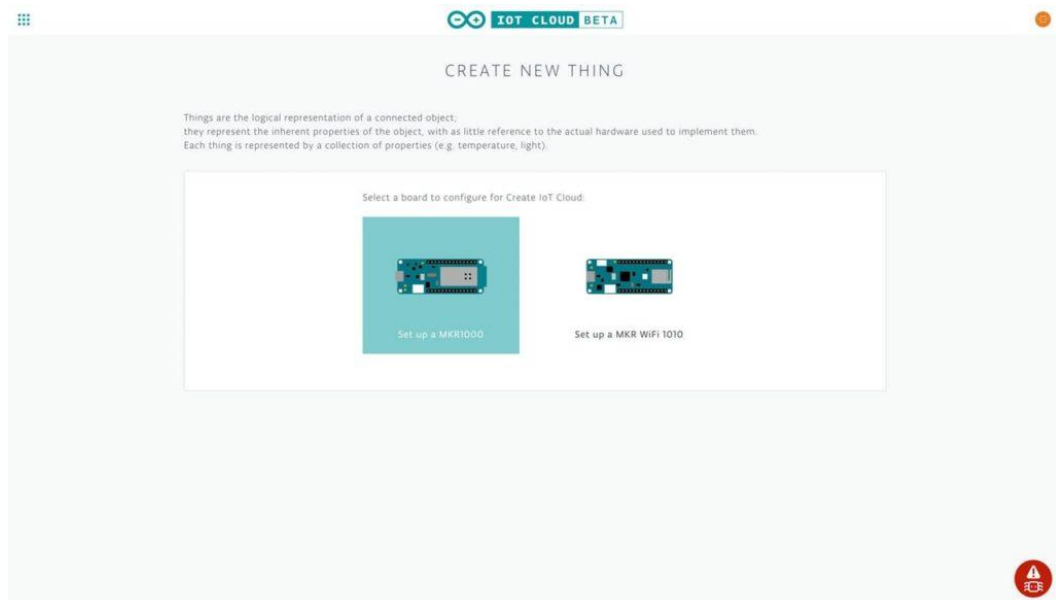 IOT CLOUD BETA
CREATE NEW THING
Things are the logical representation of a connected object;
they represent the inherent properties of the object, with as little reference to the actual hardware used to implement them.
Each thing is represented by a collection of properties (e.g. temperature, light).
Select a board to configure for Create IoT Cloud:
Set up a MKR1000
Set up a MKR WiFi 1010